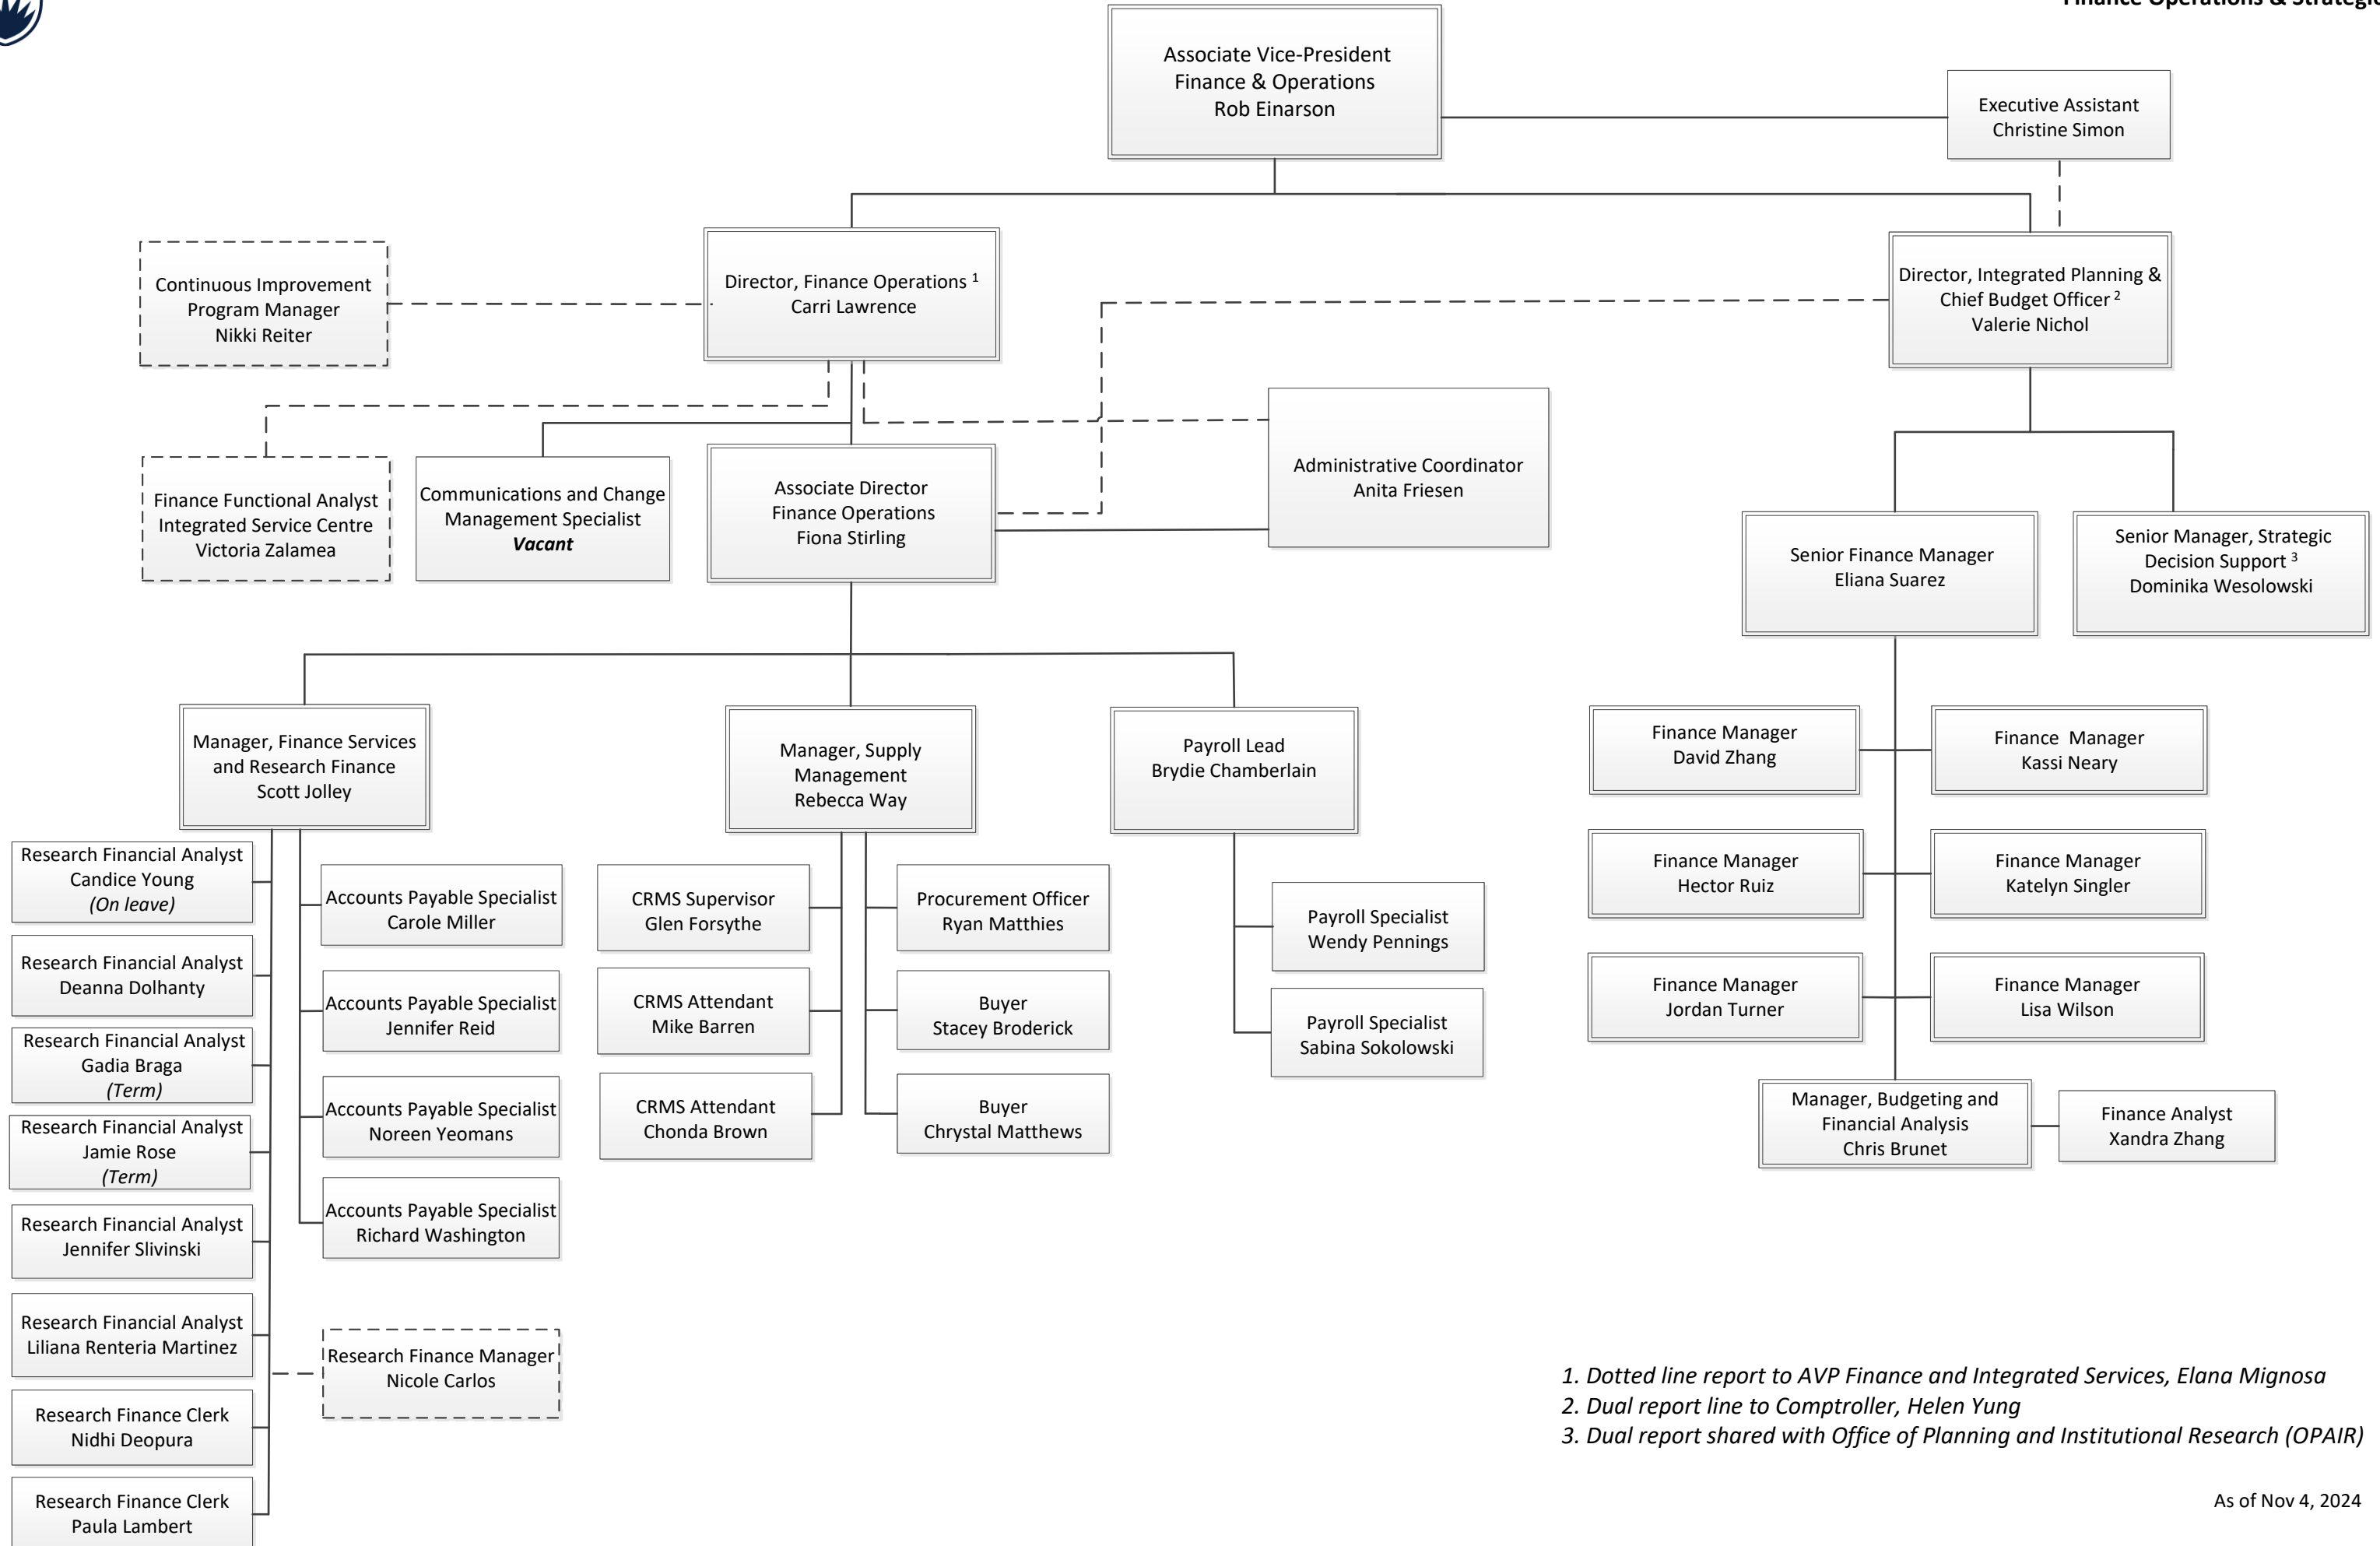 Finance Operations & Strategic
Associate Vice-President
Finance & Operations
Rob Einarson
Executive Assistant
Christine Simon
Continuous Improvement
Program Manager
Nikki Reiter
Director, Finance Operations 1
Carri Lawrence
Director, Integrated Planning &
Chief Budget Officer 2
Valerie Nichol
Finance Functional Analyst
Integrated Service Centre
Victoria Zalamea
Communications and Change
Management Specialist
Vacant
Associate Director
Finance Operations
Fiona Stirling
Administrative Coordinator
Anita Friesen
Senior Finance Manager
Eliana Suarez
Senior Manager, Strategic
Decision Support 3
Dominika Wesolowski
Manager, Finance Services
and Research Finance
Scott Jolley
Manager, Supply
Management
Rebecca Way
Payroll Lead
Brydie Chamberlain
Finance Manager
David Zhang
Finance  Manager
Kassi Neary
Research Financial Analyst
Candice Young
(On leave)
Research Financial Analyst
Deanna Dolhanty
Research Financial Analyst
Gadia Braga
(Term)
Research Financial Analyst
Jamie Rose
(Term)
Research Financial Analyst
Jennifer Slivinski
Research Financial Analyst
Liliana Renteria Martinez
Research Finance Clerk
Nidhi Deopura
Research Finance Clerk
Paula Lambert
Accounts Payable Specialist
Carole Miller
Accounts Payable Specialist
Jennifer Reid
Accounts Payable Specialist
Noreen Yeomans
Accounts Payable Specialist
Richard Washington
Research Finance Manager
Nicole Carlos
CRMS Supervisor
Glen Forsythe
CRMS Attendant
Mike Barren
CRMS Attendant
Chonda Brown
Procurement Officer
Ryan Matthies
Buyer
Stacey Broderick
Buyer
Chrystal Matthews
Payroll Specialist
Wendy Pennings
Payroll Specialist
Sabina Sokolowski
Finance Manager
Hector Ruiz
Finance Manager
Katelyn Singler
Finance Manager
Jordan Turner
Finance Manager
Lisa Wilson
Manager, Budgeting and
Financial Analysis
Chris Brunet
Finance Analyst
Xandra Zhang
1. Dotted line report to AVP Finance and Integrated Services, Elana Mignosa
2. Dual report line to Comptroller, Helen Yung
3. Dual report shared with Office of Planning and Institutional Research (OPAIR)
As of Nov 4, 2024